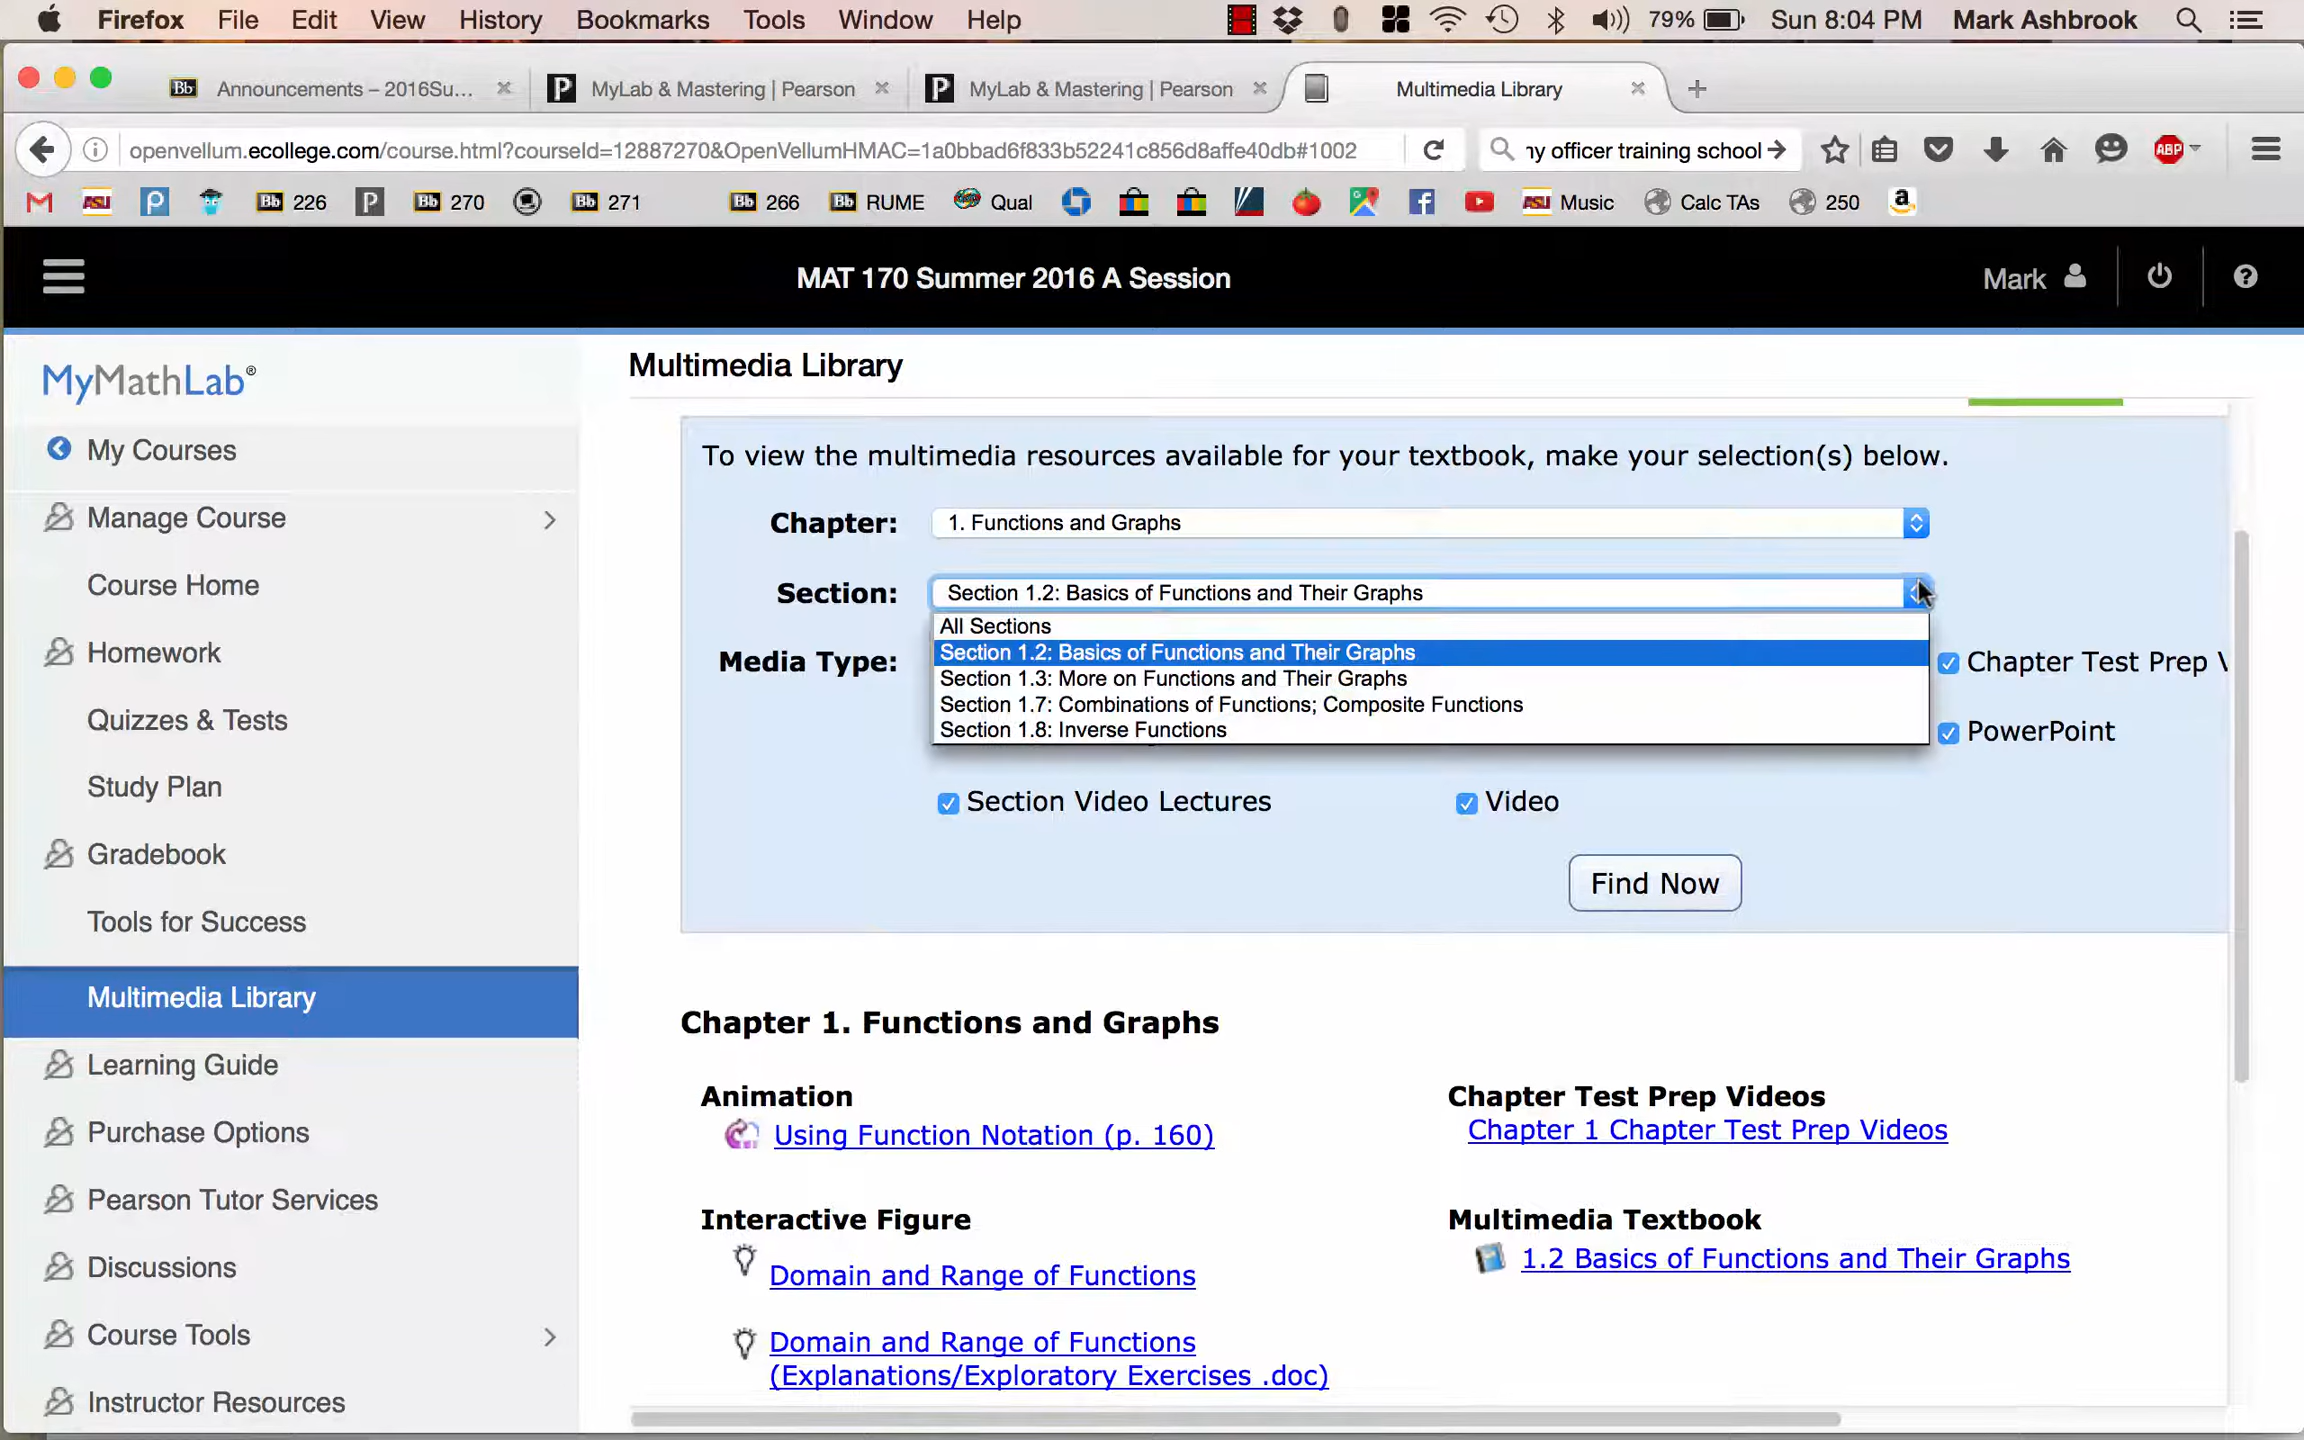 Firefox File Edit View History Bookmarks Tools Window Help 79% Sun 8:04 PM Mark Ashbrook
Bb Announcements – 2016Su... P MyLab & Mastering | Pearson P MyLab & Mastering | Pearson Multimedia Library
openvellum.ecollege.com/course.html?courseId=12887270&OpenVellumHMAC=1a0bbad6f833b52241c856d8affe40db#1002 ny officer training school ABP
M ASU P Bb 226 P Bb 270 Bb 271 Bb 266 Bb RUME Qual ASU Music Calc TAs 250 a
MAT 170 Summer 2016 A Session Mark
MyMathLab®
My Courses
Manage Course
Course Home
Homework
Quizzes & Tests
Study Plan
Gradebook
Tools for Success
Multimedia Library
Learning Guide
Purchase Options
Pearson Tutor Services
Discussions
Course Tools
Instructor Resources
Multimedia Library
To view the multimedia resources available for your textbook, make your selection(s) below.
Chapter: 1. Functions and Graphs
Section: Section 1.2: Basics of Functions and Their Graphs
All Sections
Section 1.2: Basics of Functions and Their Graphs
Section 1.3: More on Functions and Their Graphs
Section 1.7: Combinations of Functions; Composite Functions
Section 1.8: Inverse Functions
Media Type: Chapter Test Prep V
PowerPoint
Section Video Lectures Video
Find Now
Chapter 1. Functions and Graphs
Animation
Using Function Notation (p. 160)
Chapter Test Prep Videos
Chapter 1 Chapter Test Prep Videos
Interactive Figure
Domain and Range of Functions
Domain and Range of Functions
(Explanations/Exploratory Exercises .doc)
Multimedia Textbook
1.2 Basics of Functions and Their Graphs